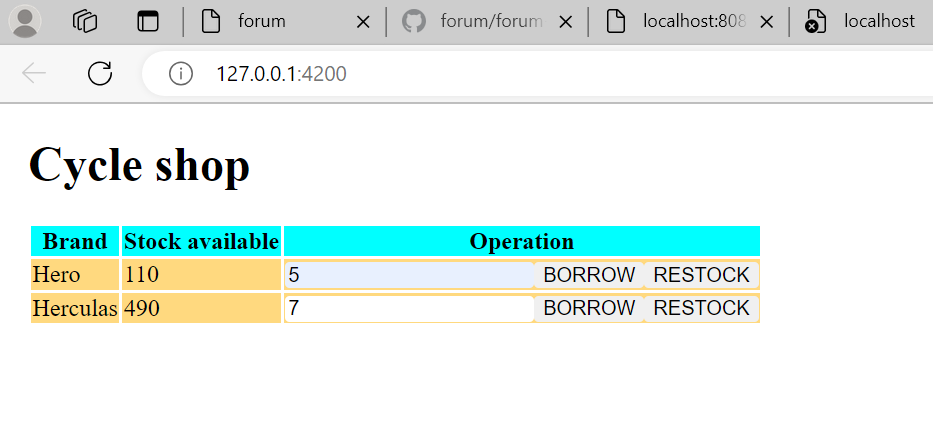 forum forum/forum localhost:808 localhost
127.0.0.1:4200
Cycle shop
Brand Stock available Operation
Hero 110 5 BORROW RESTOCK
Herculas 490 7 BORROW RESTOCK